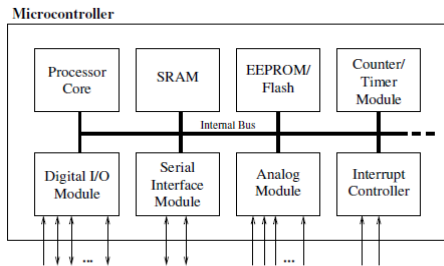 Microcontroller
Processor
Core
SRAM
EEPROM/
Flash
Counter/
Timer
Module
Internal Bus
Digital I/O
Module
Serial
Interface
Module
Analog
Module
Interrupt
Controller
...
...